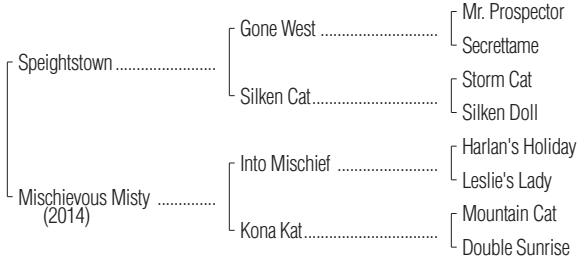 Mr. Prospector
Gone West
Secrettame
Speightstown
Storm Cat
Silken Cat
Silken Doll
Harlan's Holiday
Into Mischief
Leslie's Lady
Mischievous Misty
(2014)
Mountain Cat
Kona Kat
Double Sunrise